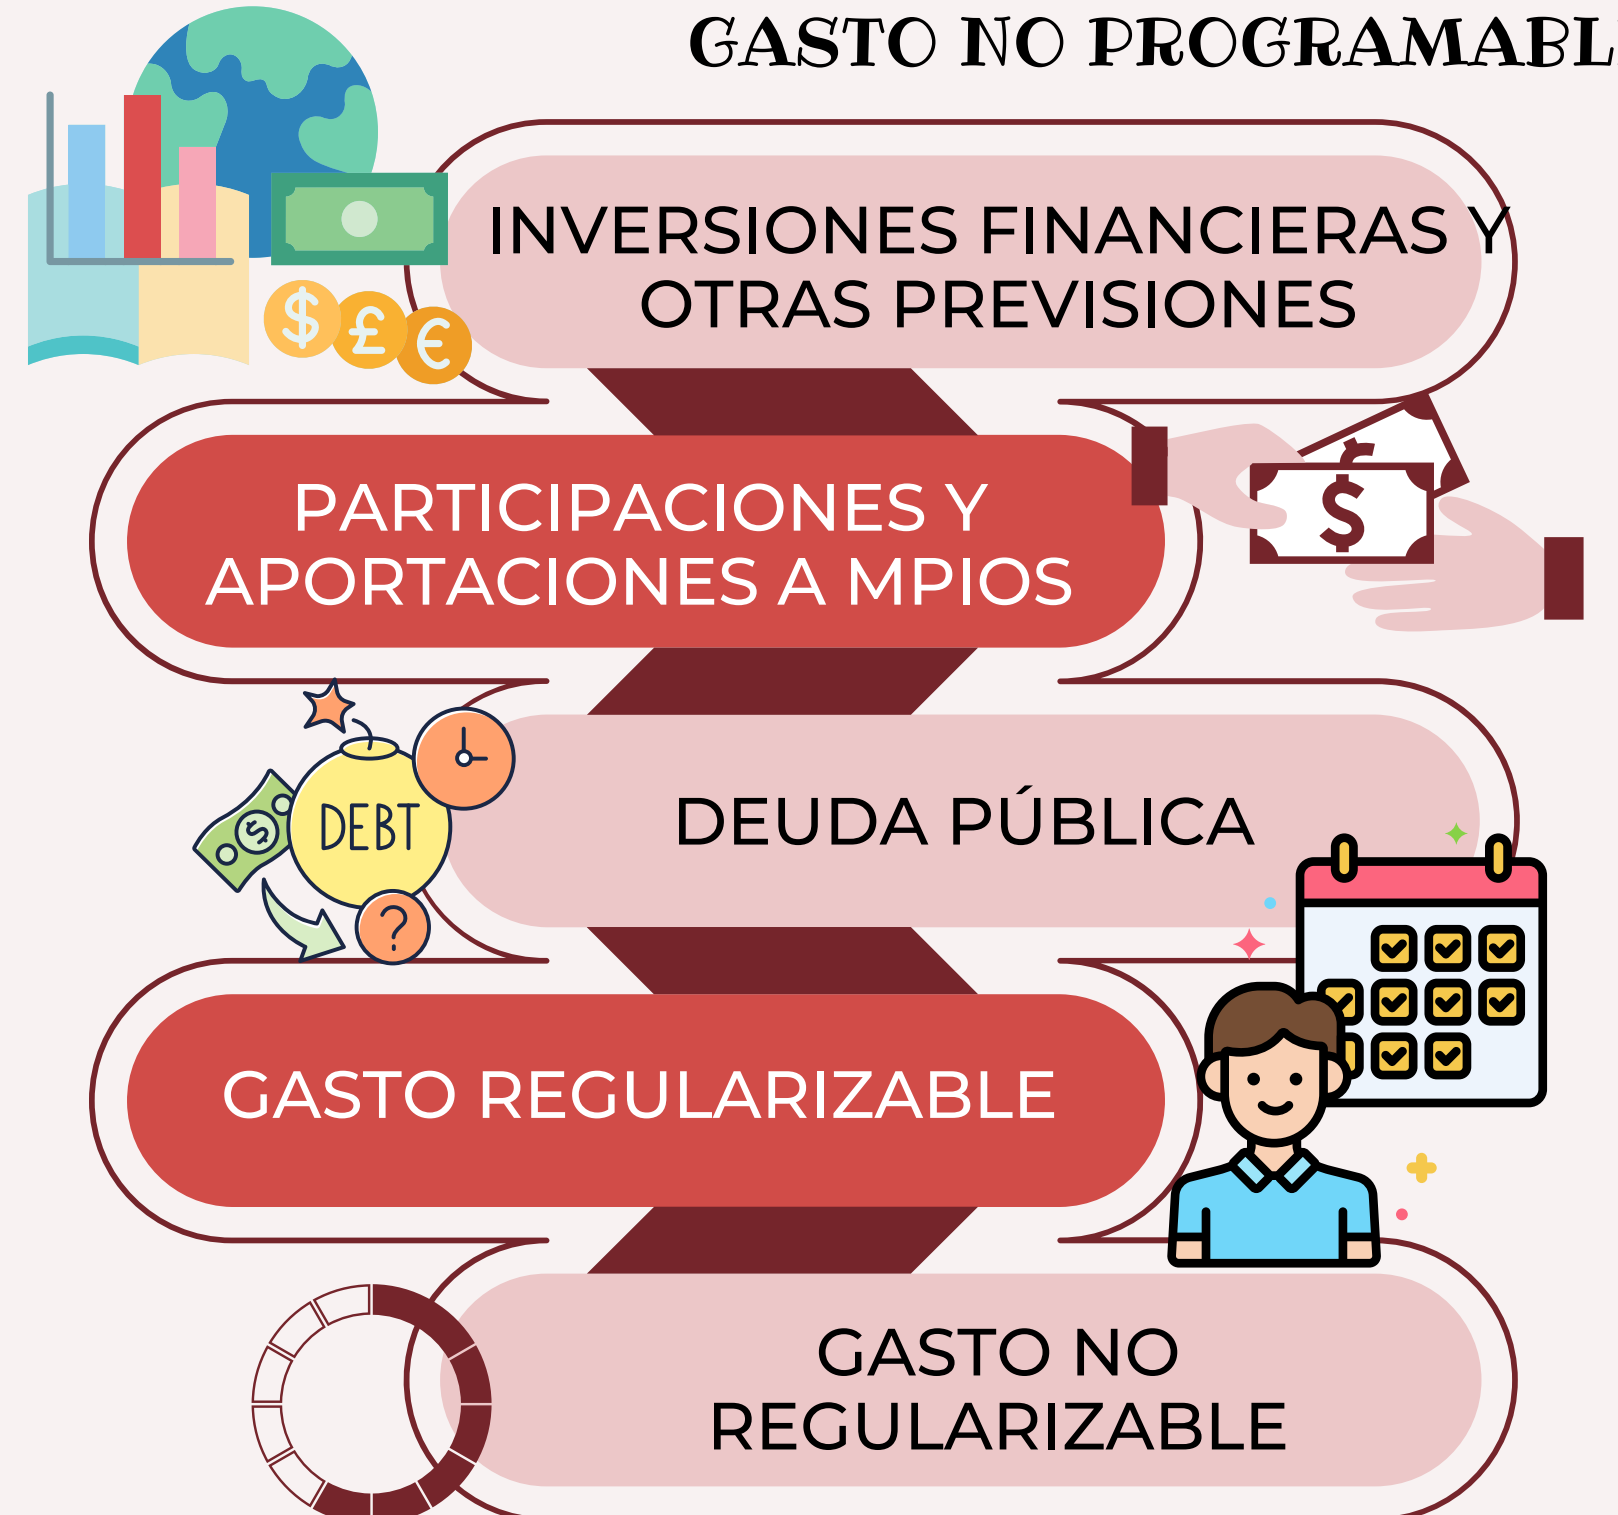 GASTO NO PROGRAMABL
INVERSIONES FINANCIERAS Y
OTRAS PREVISIONES
$ £ €
PARTICIPACIONES Y
APORTACIONES A MPIOS
$
$
DEBT
?
DEUDA PÚBLICA
GASTO REGULARIZABLE
GASTO NO
REGULARIZABLE